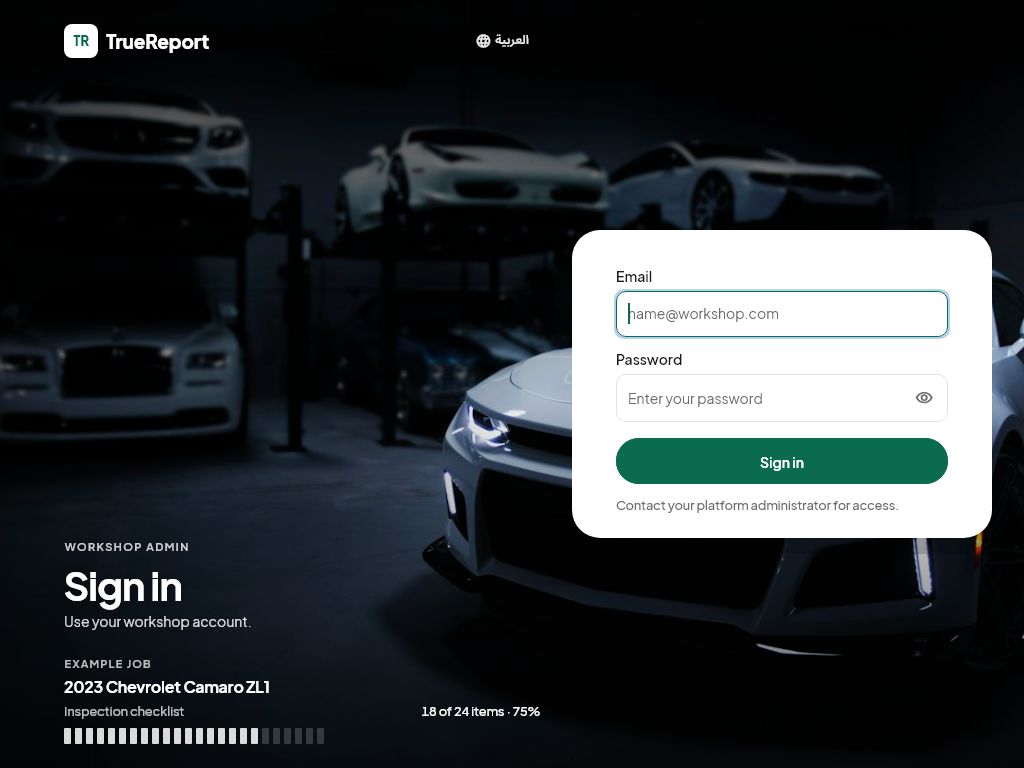 TR TrueReport
العربية
Email
name@workshop.com
Password
Enter your password
Sign in
Contact your platform administrator for access.
WORKSHOP ADMIN
Sign in
Use your workshop account.
EXAMPLE JOB
2023 Chevrolet Camaro ZL1
Inspection checklist
18 of 24 items · 75%